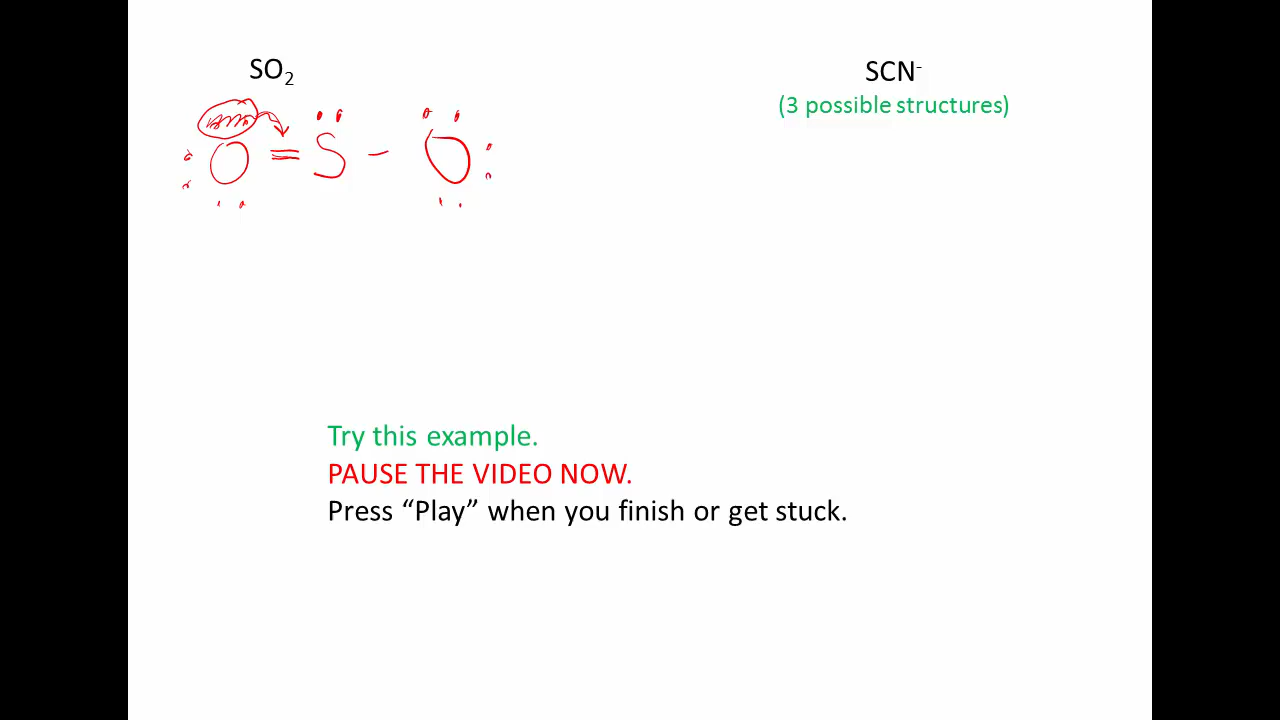 SO₂
O = S - O
SCN⁻
(3 possible structures)
Try this example.
PAUSE THE VIDEO NOW.
Press “Play” when you finish or get stuck.